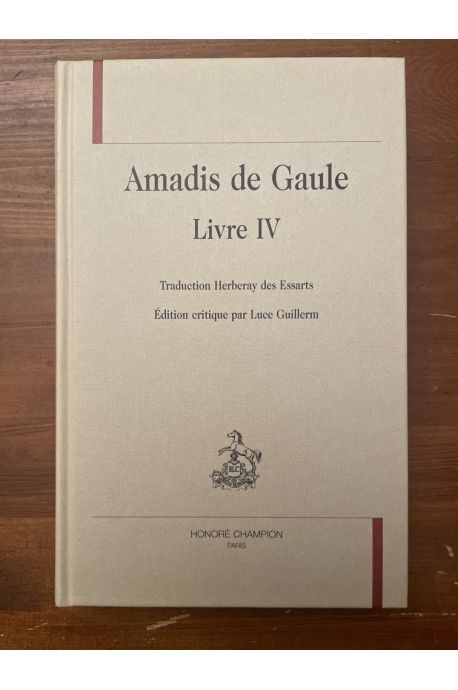 Amadis de Gaule
Livre IV
Traduction Herberay des Essarts
Édition critique par Luce Guillerm
HONORÉ CHAMPION
PARIS